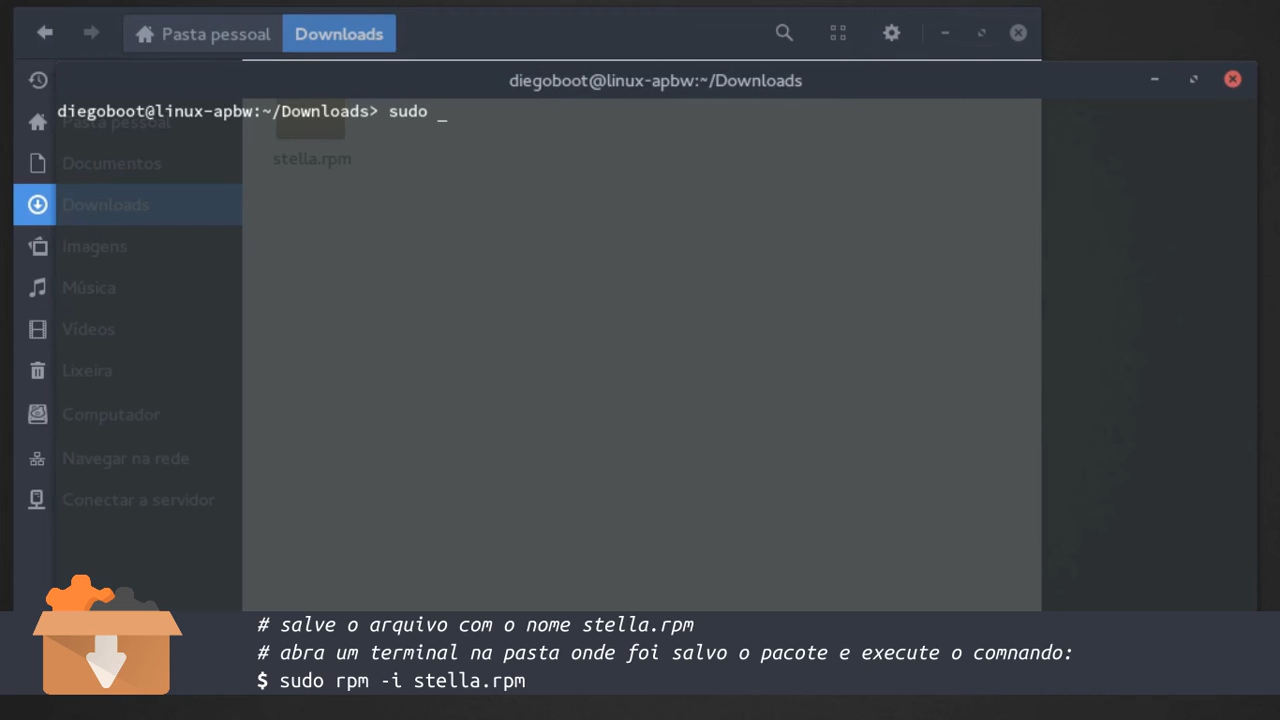 Pasta pessoal Downloads
diegoboot@linux-apbw:~/Downloads
diegoboot@linux-apbw:~/Downloads> sudo _
Pasta pessoal
stella.rpm
Documentos
Downloads
Imagens
Música
Vídeos
Lixeira
Computador
Navegar na rede
Conectar a servidor
# salve o arquivo com o nome stella.rpm
# abra um terminal na pasta onde foi salvo o pacote e execute o comnando:
$ sudo rpm -i stella.rpm